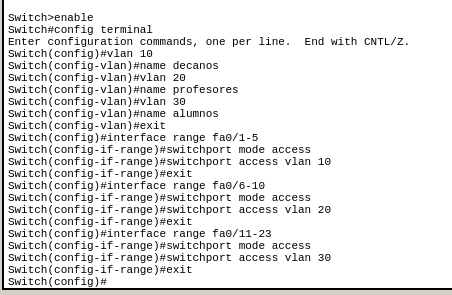 Switch>enable
Switch#config terminal
Enter configuration commands, one per line.  End with CNTL/Z.
Switch(config)#vlan 10
Switch(config-vlan)#name decanos
Switch(config-vlan)#vlan 20
Switch(config-vlan)#name profesores
Switch(config-vlan)#vlan 30
Switch(config-vlan)#name alumnos
Switch(config-vlan)#exit
Switch(config)#interface range fa0/1-5
Switch(config-if-range)#switchport mode access
Switch(config-if-range)#switchport access vlan 10
Switch(config-if-range)#exit
Switch(config)#interface range fa0/6-10
Switch(config-if-range)#switchport mode access
Switch(config-if-range)#switchport access vlan 20
Switch(config-if-range)#exit
Switch(config)#interface range fa0/11-23
Switch(config-if-range)#switchport mode access
Switch(config-if-range)#switchport access vlan 30
Switch(config-if-range)#exit
Switch(config)#